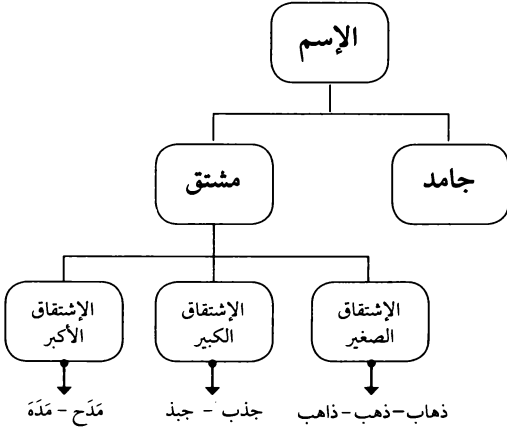 الإسم
جامد
مشتق
الإشتقاق
الصغير
الإشتقاق
الكبير
الإشتقاق
الأكبر
ذهاب-ذهب-ذاهب
جذب - جبذ
مَدَح - مَدَهَ